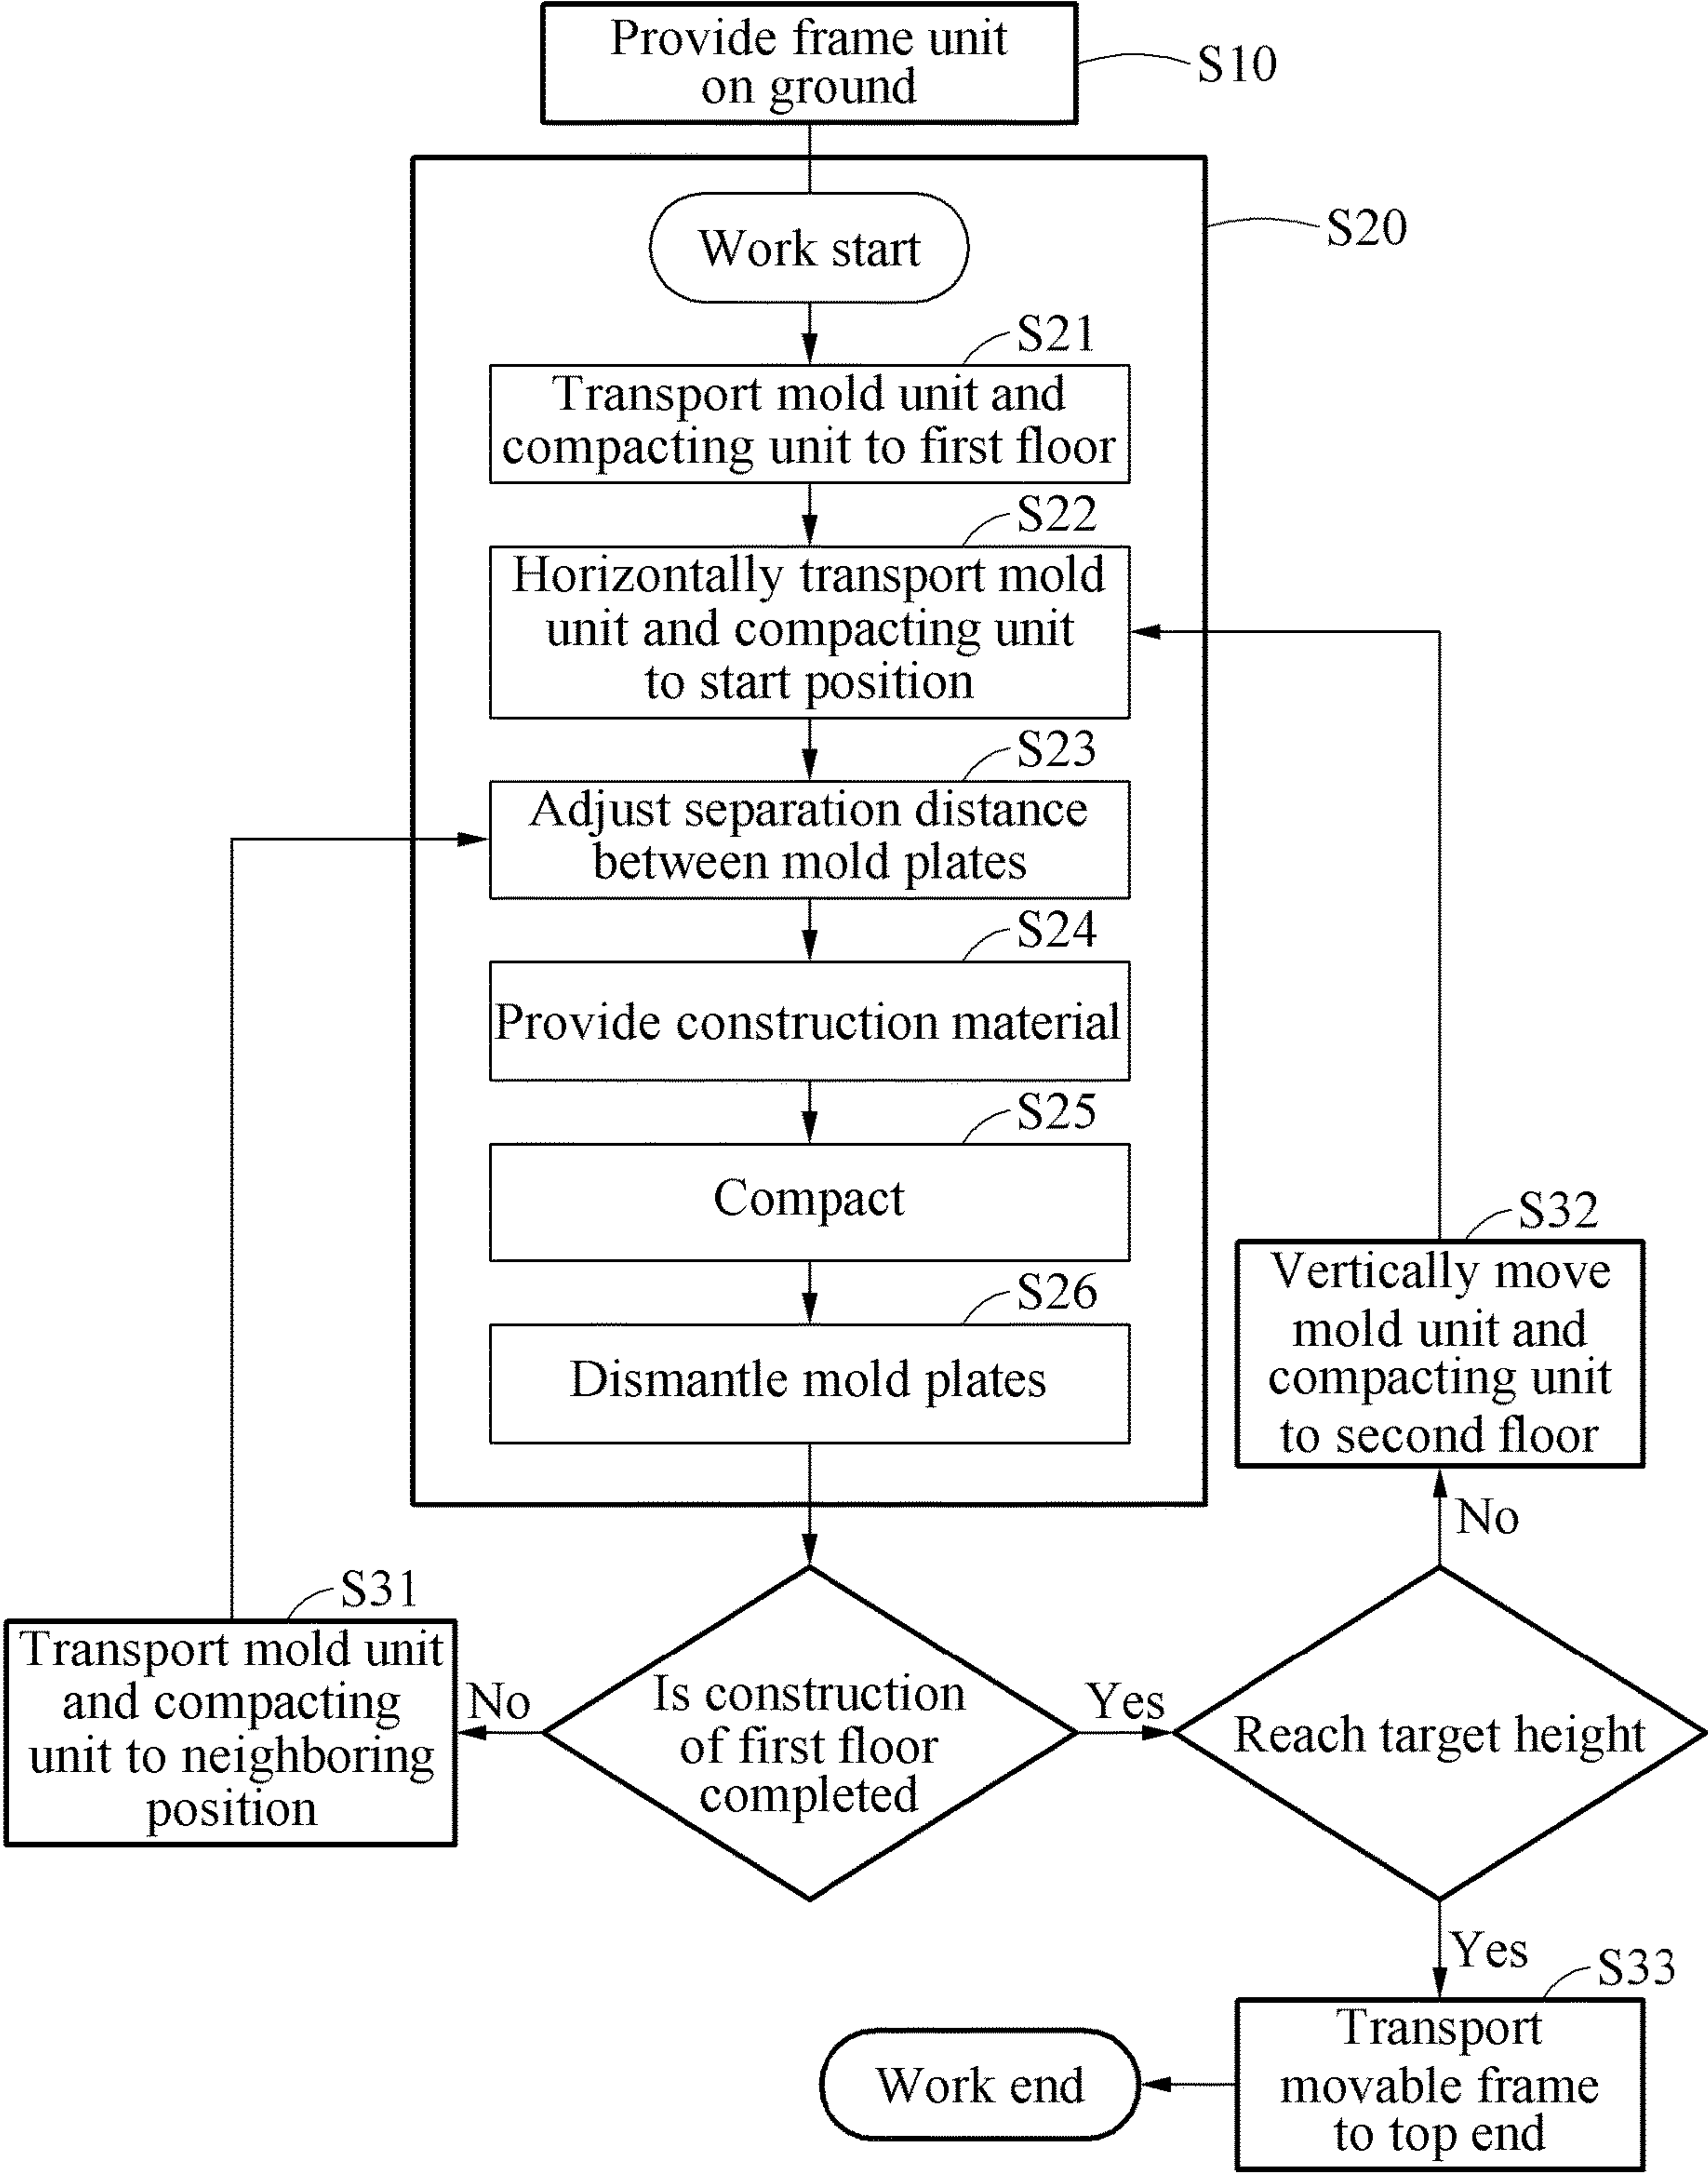 Provide frame unit
on ground
S10
S20
Work start
S21
Transport mold unit and
compacting unit to first floor
S22
Horizontally transport mold
unit and compacting unit
to start position
S23
Adjust separation distance
between mold plates
S24
Provide construction material
S25
Compact
S26
Dismantle mold plates
S32
Vertically move
mold unit and
compacting unit
to second floor
No
S31
Transport mold unit
and compacting
unit to neighboring
position
No
Is construction
of first floor
completed
Yes
Reach target height
Yes
S33
Transport
movable frame
to top end
Work end